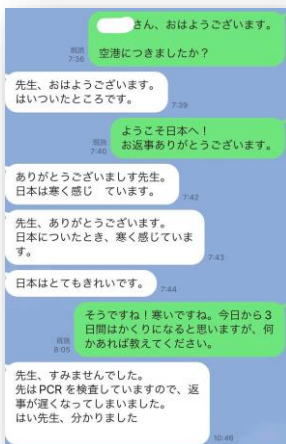 さん、おはようございます。
空港につきましたか？
既読
7:36
先生、おはようございます。
はいついたところです。
7:39
ようこそ日本へ！
お返事ありがとうございます。
既読
7:40
ありがとうございましす先生。
日本は寒く感じ　ています。
7:42
先生、ありがとうございます。
日本についたとき、寒く感じていま
す。
7:43
日本はとてもきれいです。
7:44
そうですね！寒いですね。今日から３
日間はかくりになると思いますが、何
かあれば教えてください。
既読
8:05
先生、すみませんでした。
先はPCRを検査していますので、返
事が遅くなってしまいました。
はい先生、分かりました
10:46